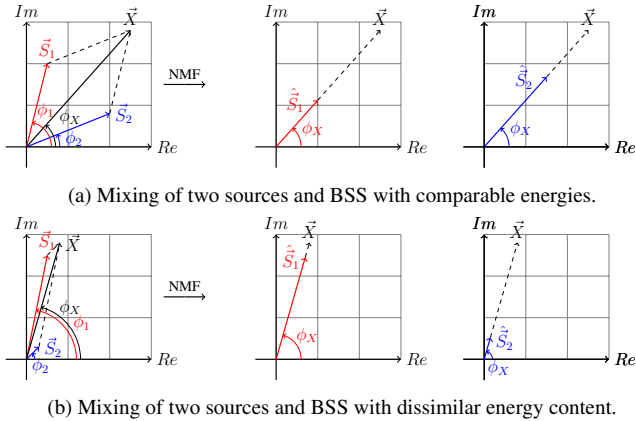 Im
Im
Im
X⃗
X⃗
X⃗
S⃗₁
S⃗₂
ϕ₁
ϕX
ϕ₂
NMF
Ŝ⃗₁
ϕX
Ŝ⃗₂
ϕX
Re
Re
Re
(a) Mixing of two sources and BSS with comparable energies.
Im
Im
Im
S⃗₁
X⃗
X⃗
X⃗
NMF
Ŝ⃗₁
ϕX
ϕ₁
S⃗₂
ϕ₂
ϕX
Ŝ⃗₂
ϕX
Re
Re
Re
(b) Mixing of two sources and BSS with dissimilar energy content.